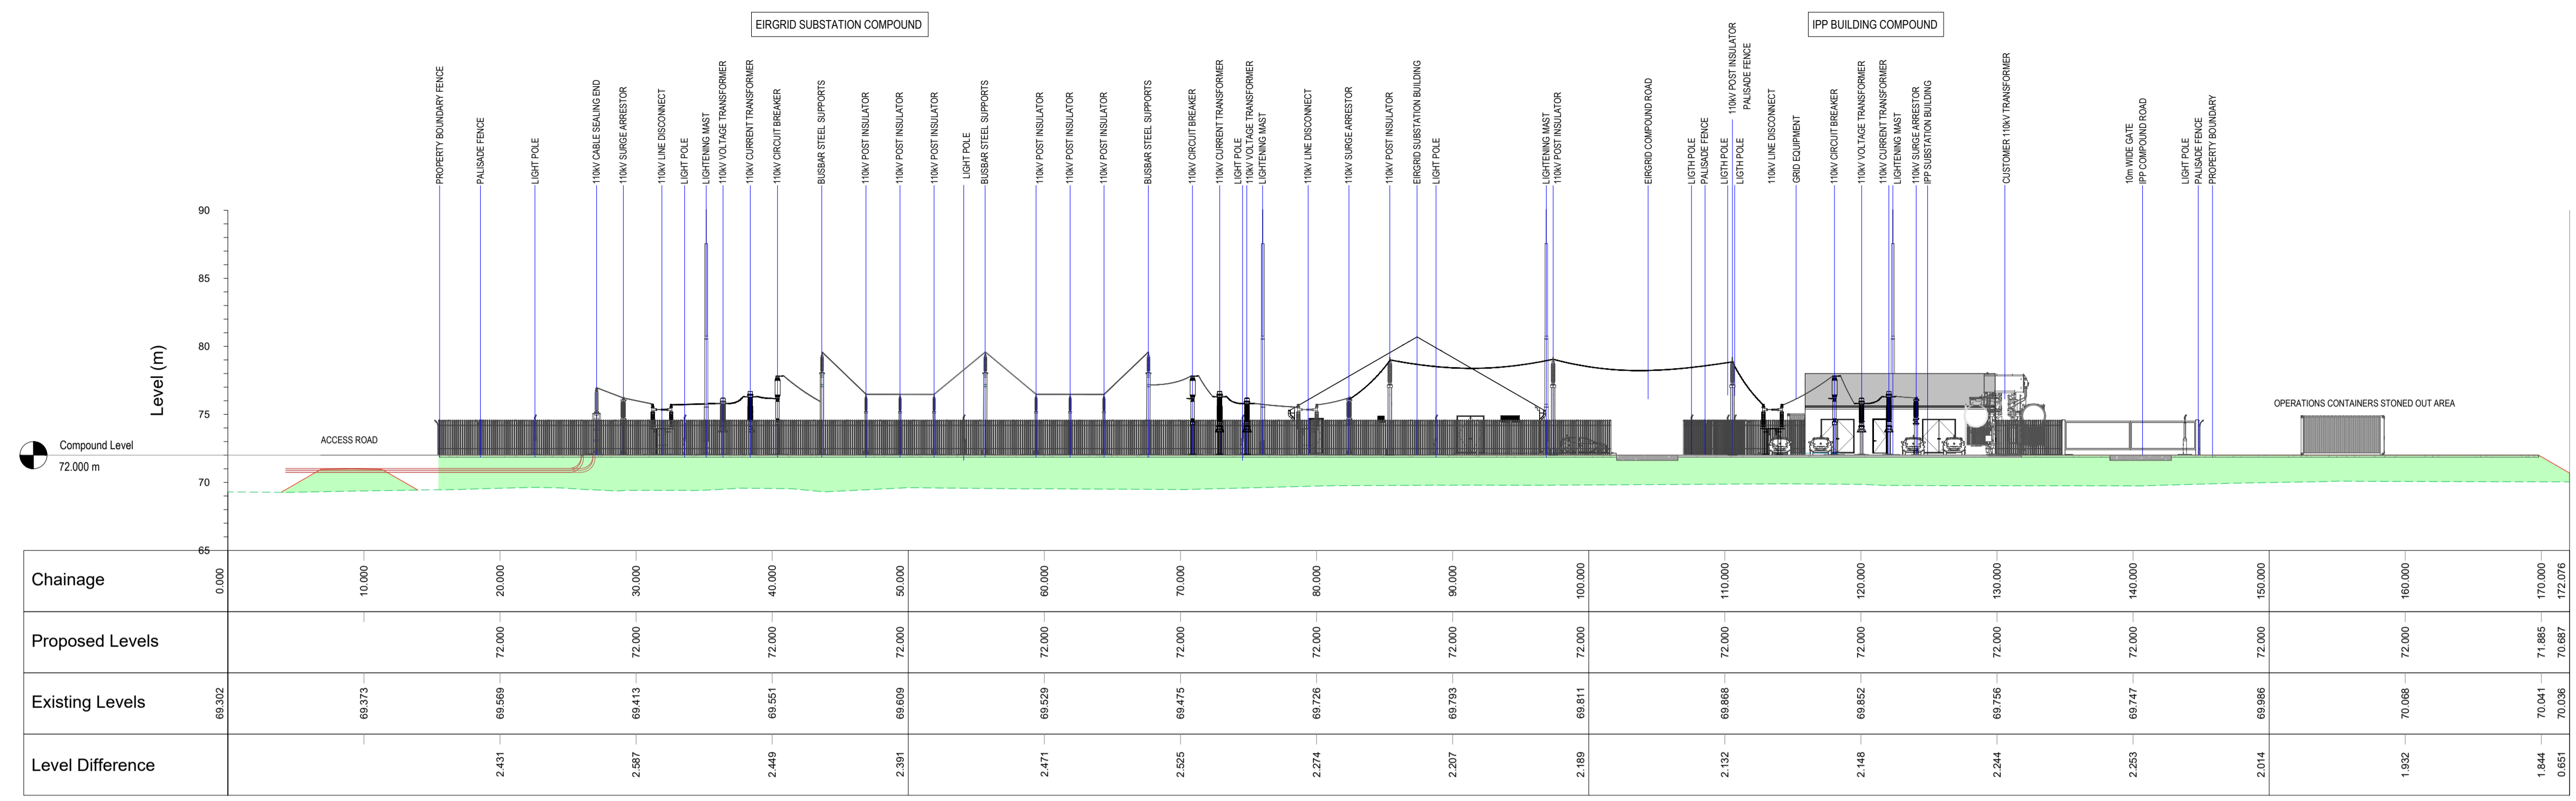 EIRGRID SUBSTATION COMPOUND
IPP BUILDING COMPOUND
PROPERTY BOUNDARY FENCE
PALISADE FENCE
LIGHT POLE
110kV CABLE SEALING END
110kV SURGE ARRESTOR
110kV LINE DISCONNECT
LIGHT POLE
LIGHTENING MAST
110kV VOLTAGE TRANSFORMER
110kV CURRENT TRANSFORMER
110kV CIRCUIT BREAKER
BUSBAR STEEL SUPPORTS
110kV POST INSULATOR
110kV POST INSULATOR
110kV POST INSULATOR
LIGHT POLE
BUSBAR STEEL SUPPORTS
110kV POST INSULATOR
110kV POST INSULATOR
110kV POST INSULATOR
BUSBAR STEEL SUPPORTS
110kV CIRCUIT BREAKER
110kV CURRENT TRANSFORMER
LIGHT POLE
110kV VOLTAGE TRANSFORMER
LIGHTENING MAST
110kV LINE DISCONNECT
110kV SURGE ARRESTOR
110kV POST INSULATOR
EIRGRID SUBSTATION BUILDING
LIGHT POLE
LIGHTENING MAST
110kV POST INSULATOR
EIRGRID COMPOUND ROAD
LIGTH POLE
PALISADE FENCE
LIGTH POLE
110kV POST INSULATOR
LIGTH POLE
PALISADE FENCE
110kV LINE DISCONNECT
GRID EQUIPMENT
110kV CIRCUIT BREAKER
110kV VOLTAGE TRANSFORMER
110kV CURRENT TRANSFORMER
LIGHTENING MAST
110kV SURGE ARRESTOR
IPP SUBSTATION BUILDING
CUSTOMER 110kV TRANSFORMER
10m WIDE GATE
IPP COMPOUND ROAD
LIGHT POLE
PALISADE FENCE
PROPERTY BOUNDARY
90
85
80
75
70
65
Level (m)
Compound Level
72.000 m
ACCESS ROAD
OPERATIONS CONTAINERS STONED OUT AREA
Chainage 0.000 10.000 20.000 30.000 40.000 50.000 60.000 70.000 80.000 90.000 100.000 110.000 120.000 130.000 140.000 150.000 160.000 170.000 172.076
Proposed Levels 72.000 72.000 72.000 72.000 72.000 72.000 72.000 72.000 72.000 72.000 72.000 72.000 72.000 72.000 72.000 71.885 70.687
Existing Levels 69.302 69.373 69.569 69.413 69.551 69.609 69.529 69.475 69.726 69.793 69.811 69.868 69.852 69.756 69.747 69.986 70.068 70.041 70.036
Level Difference 2.431 2.587 2.449 2.391 2.471 2.525 2.274 2.207 2.189 2.132 2.148 2.244 2.253 2.014 1.932 1.844 0.651